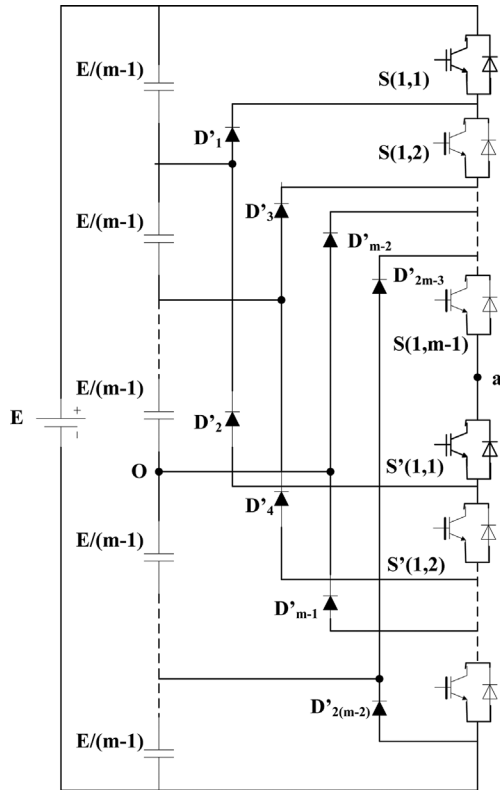 E/(m-1)
S(1,1)
D'1
S(1,2)
E/(m-1)
D'3
D'm-2
D'2m-3
S(1,m-1)
E/(m-1)
a
E
+
-
D'2
O
S'(1,1)
D'4
E/(m-1)
S'(1,2)
D'm-1
D'2(m-2)
E/(m-1)